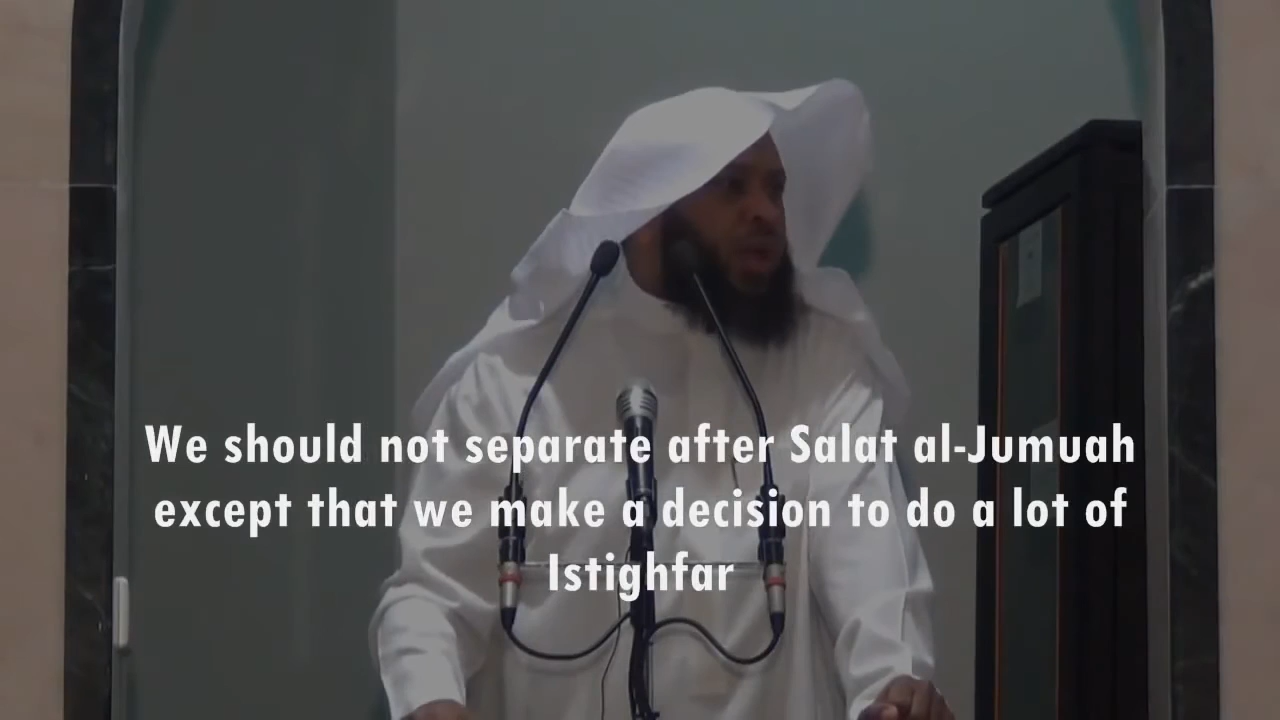 We should not separate after Salat al-Jumuah
except that we make a decision to do a lot of
Istighfar